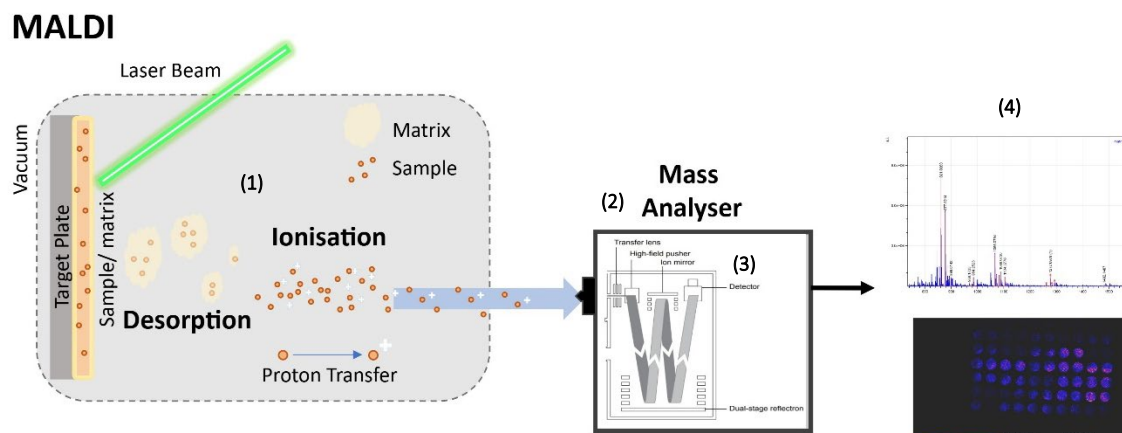 MALDI
Laser Beam
Vacuum
Target Plate
Sample/ matrix
Matrix
Sample
(1)
Ionisation
Desorption
Proton Transfer
(2)
Mass
Analyser
Transfer lens
High-field pusher
Ion mirror
(3)
Detector
Dual-stage reflectron
(4)